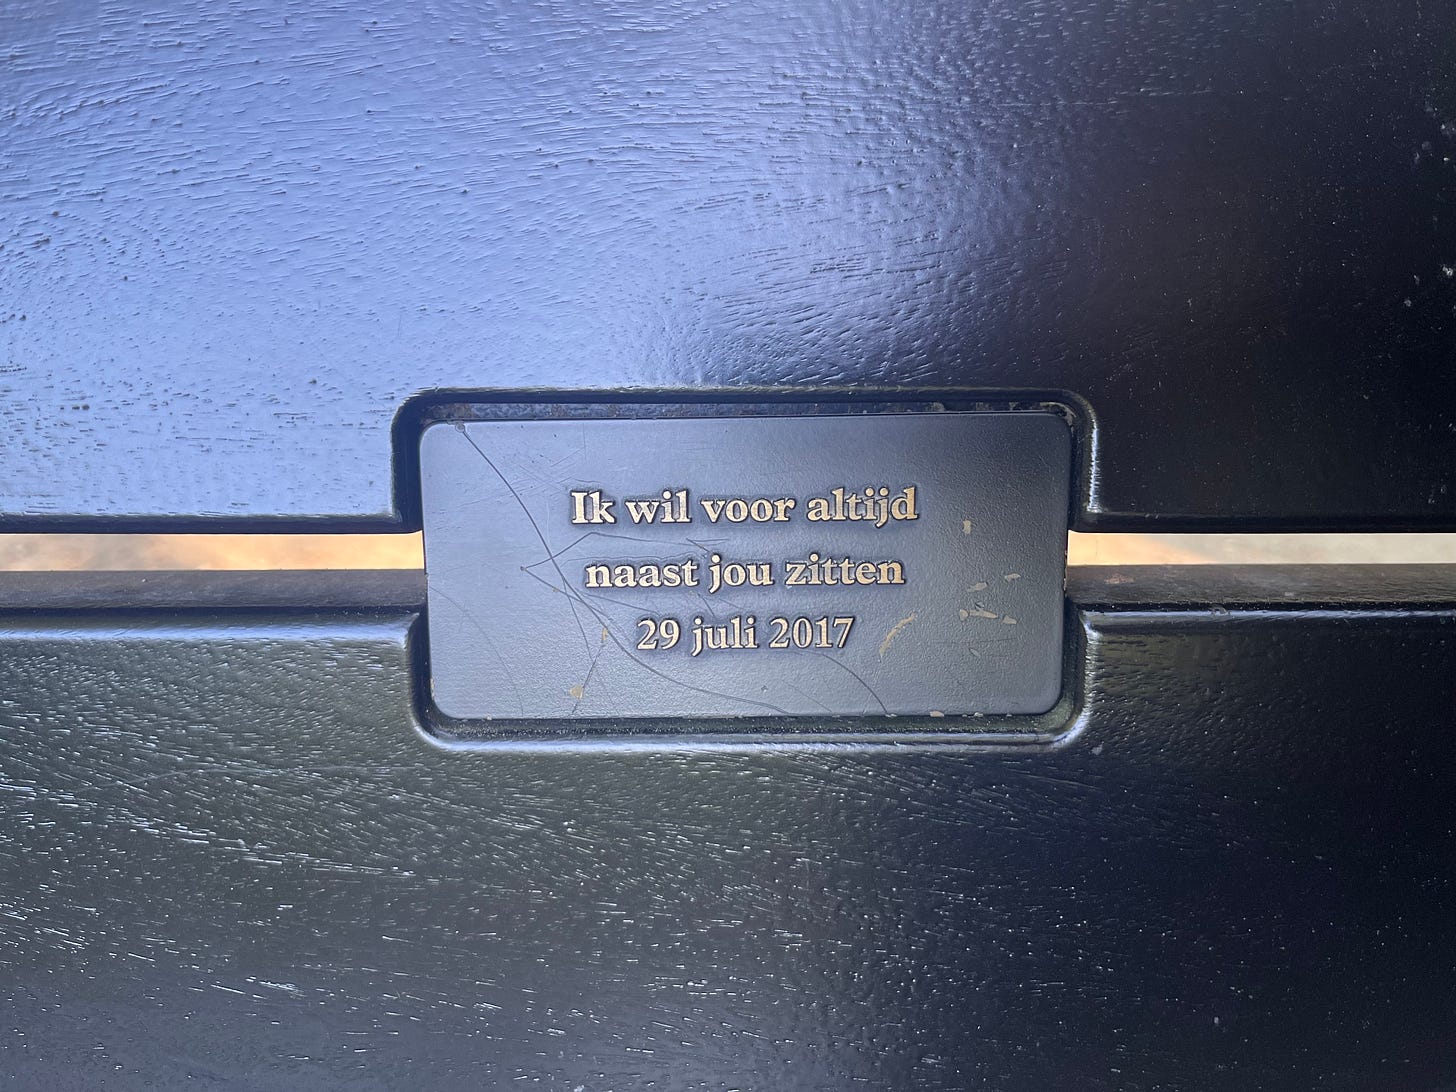 Ik wil voor altijd
naast jou zitten
29 juli 2017